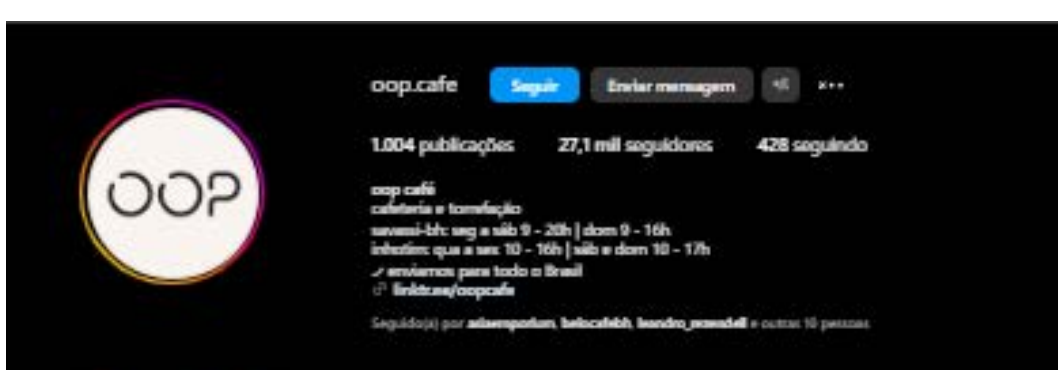 oop.cafe Seguir Enviar mensagem
1.004 publicações 27,1 mil seguidores 428 seguindo
OOP
oop café
cafeteria e torrefação
savassi-bh: seg a sáb 9 - 20h | dom 9 - 16h
inhotim: qua a sex 10 - 16h | sáb e dom 10 - 17h
enviamos para todo o Brasil
linktr.ee/oopcafe
Seguido(a) por belocafebh, e outras 10 pessoas